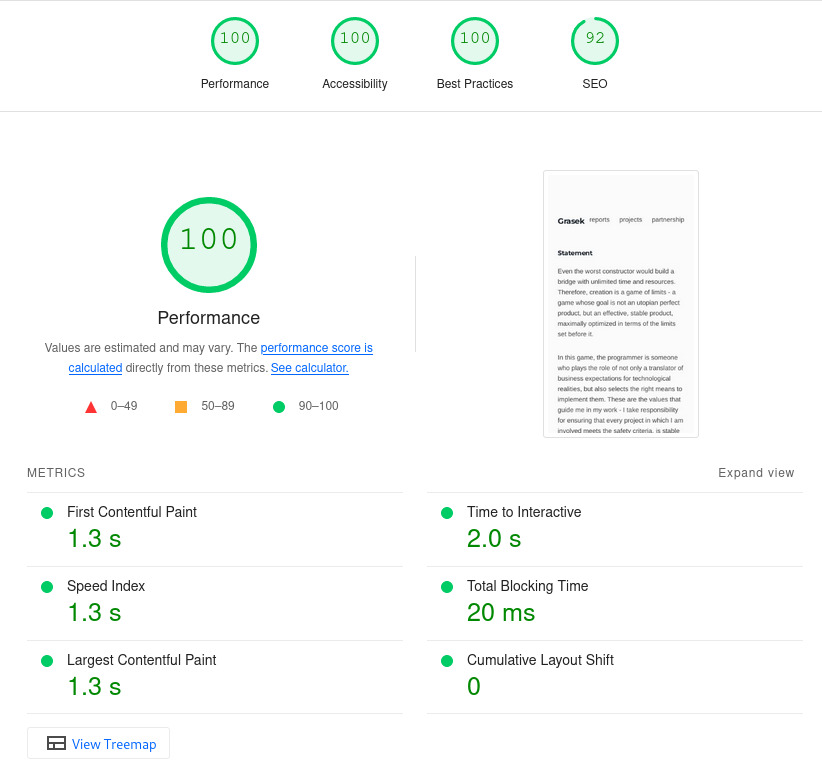 100
100
100
92
Performance
Accessibility
Best Practices
SEO
100
Performance
Values are estimated and may vary. The performance score is
calculated directly from these metrics. See calculator.
0–49
50–89
90–100
Grasek reports projects partnership
Statement
Even the worst constructor would build a
bridge with unlimited time and resources.
Therefore, creation is a game of limits - a
game whose goal is not an utopian perfect
product, but an effective, stable product,
maximally optimized in terms of the limits
set before it.
In this game, the programmer is someone
who plays the role of not only a translator of
business expectations for technological
realities, but also selects the right means to
implement them. These are the values that
guide me in my work - I take responsibility
for ensuring that every project in which I am
involved meets the safety criteria, is stable
METRICS
Expand view
First Contentful Paint
1.3 s
Time to Interactive
2.0 s
Speed Index
1.3 s
Total Blocking Time
20 ms
Largest Contentful Paint
1.3 s
Cumulative Layout Shift
0
View Treemap